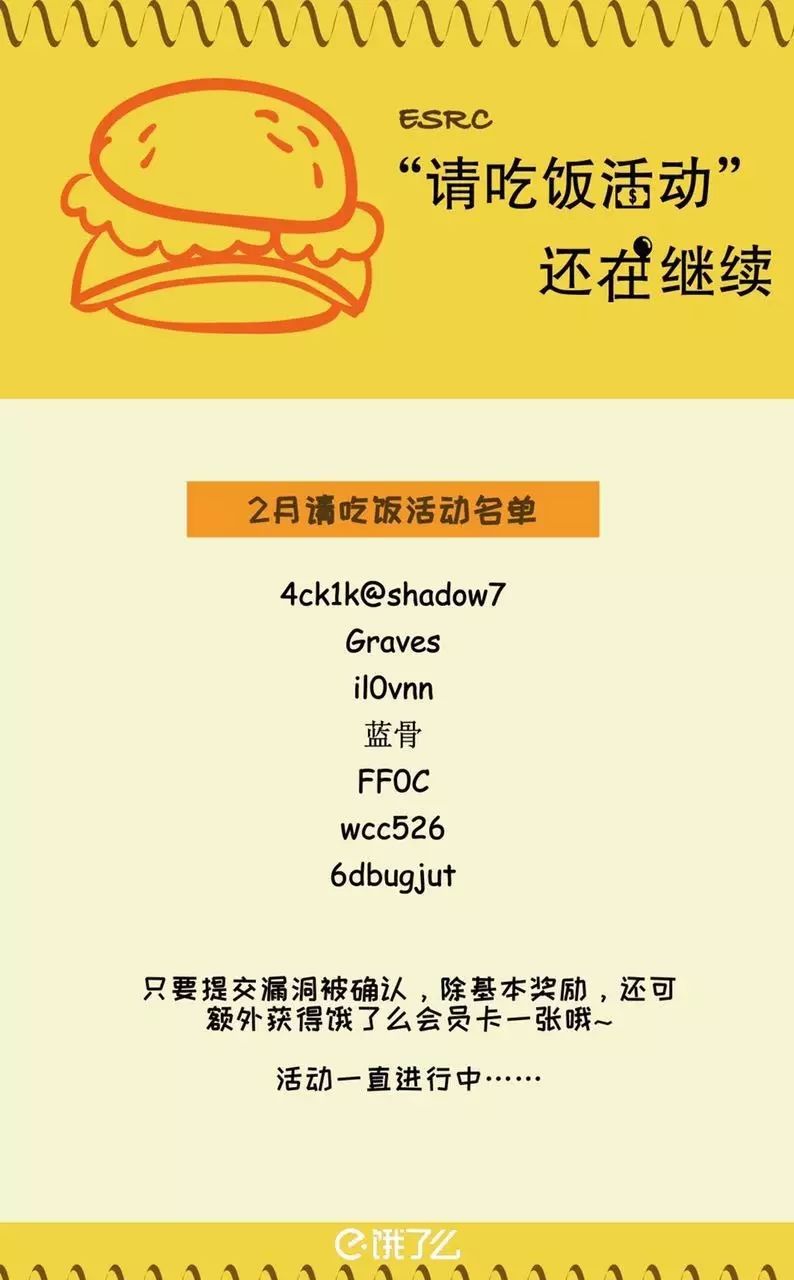 ESRC
“请吃饭活动”
还在继续
2月请吃饭活动名单
4ck1k@shadow7
Graves
il0vnn
蓝骨
FF0C
wcc526
6dbugjut
只要提交漏洞被确认，除基本奖励，还可
额外获得饿了么会员卡一张哦~
活动一直进行中……
饿了么